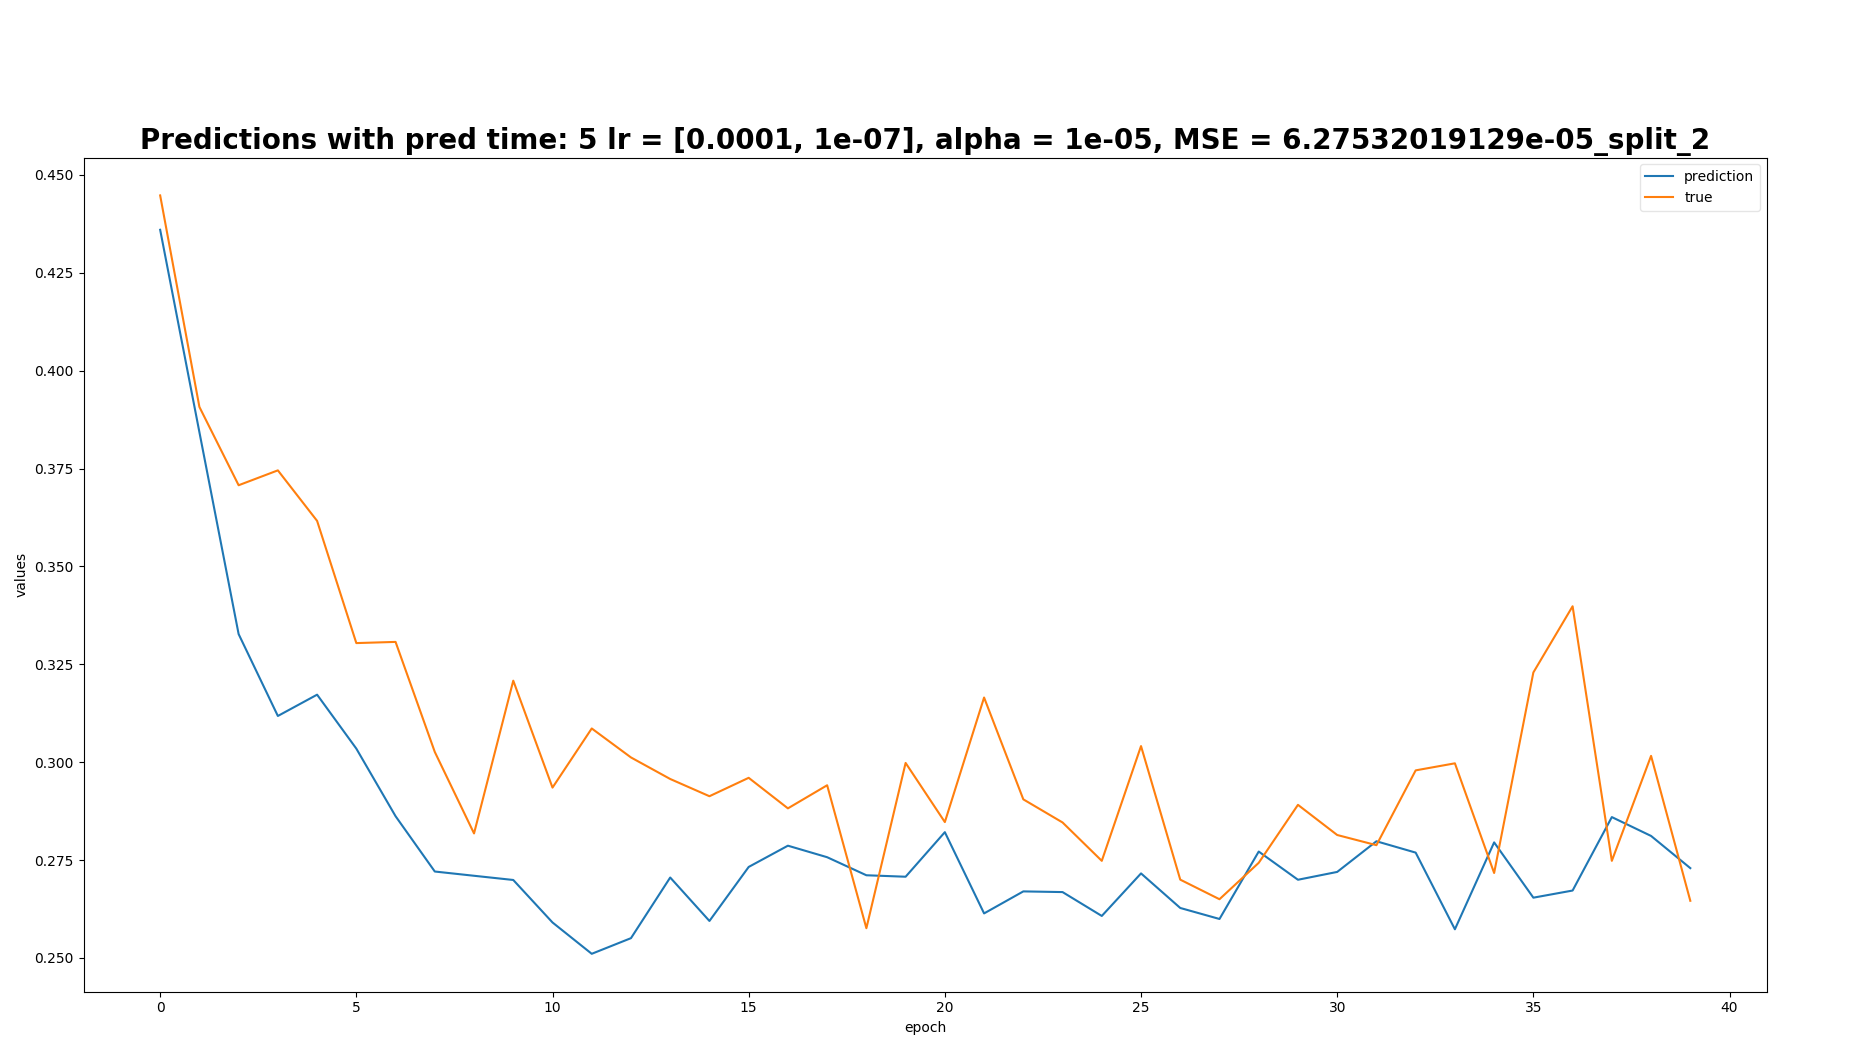 Predictions with pred time: 5 lr = [0.0001, 1e-07], alpha = 1e-05, MSE = 6.27532019129e-05_split_2
prediction
true
0.450
0.425
0.400
0.375
0.350
0.325
0.300
0.275
0.250
values
0 5 10 15 20 25 30 35 40
epoch